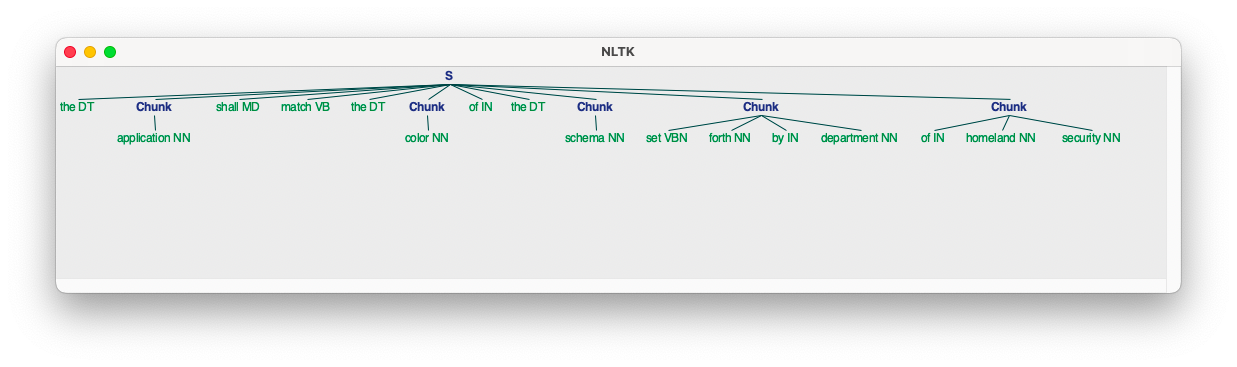 NLTK
S
the DT Chunk shall MD match VB the DT Chunk of IN the DT Chunk Chunk Chunk
application NN color NN schema NN set VBN forth NN by IN department NN of IN homeland NN security NN